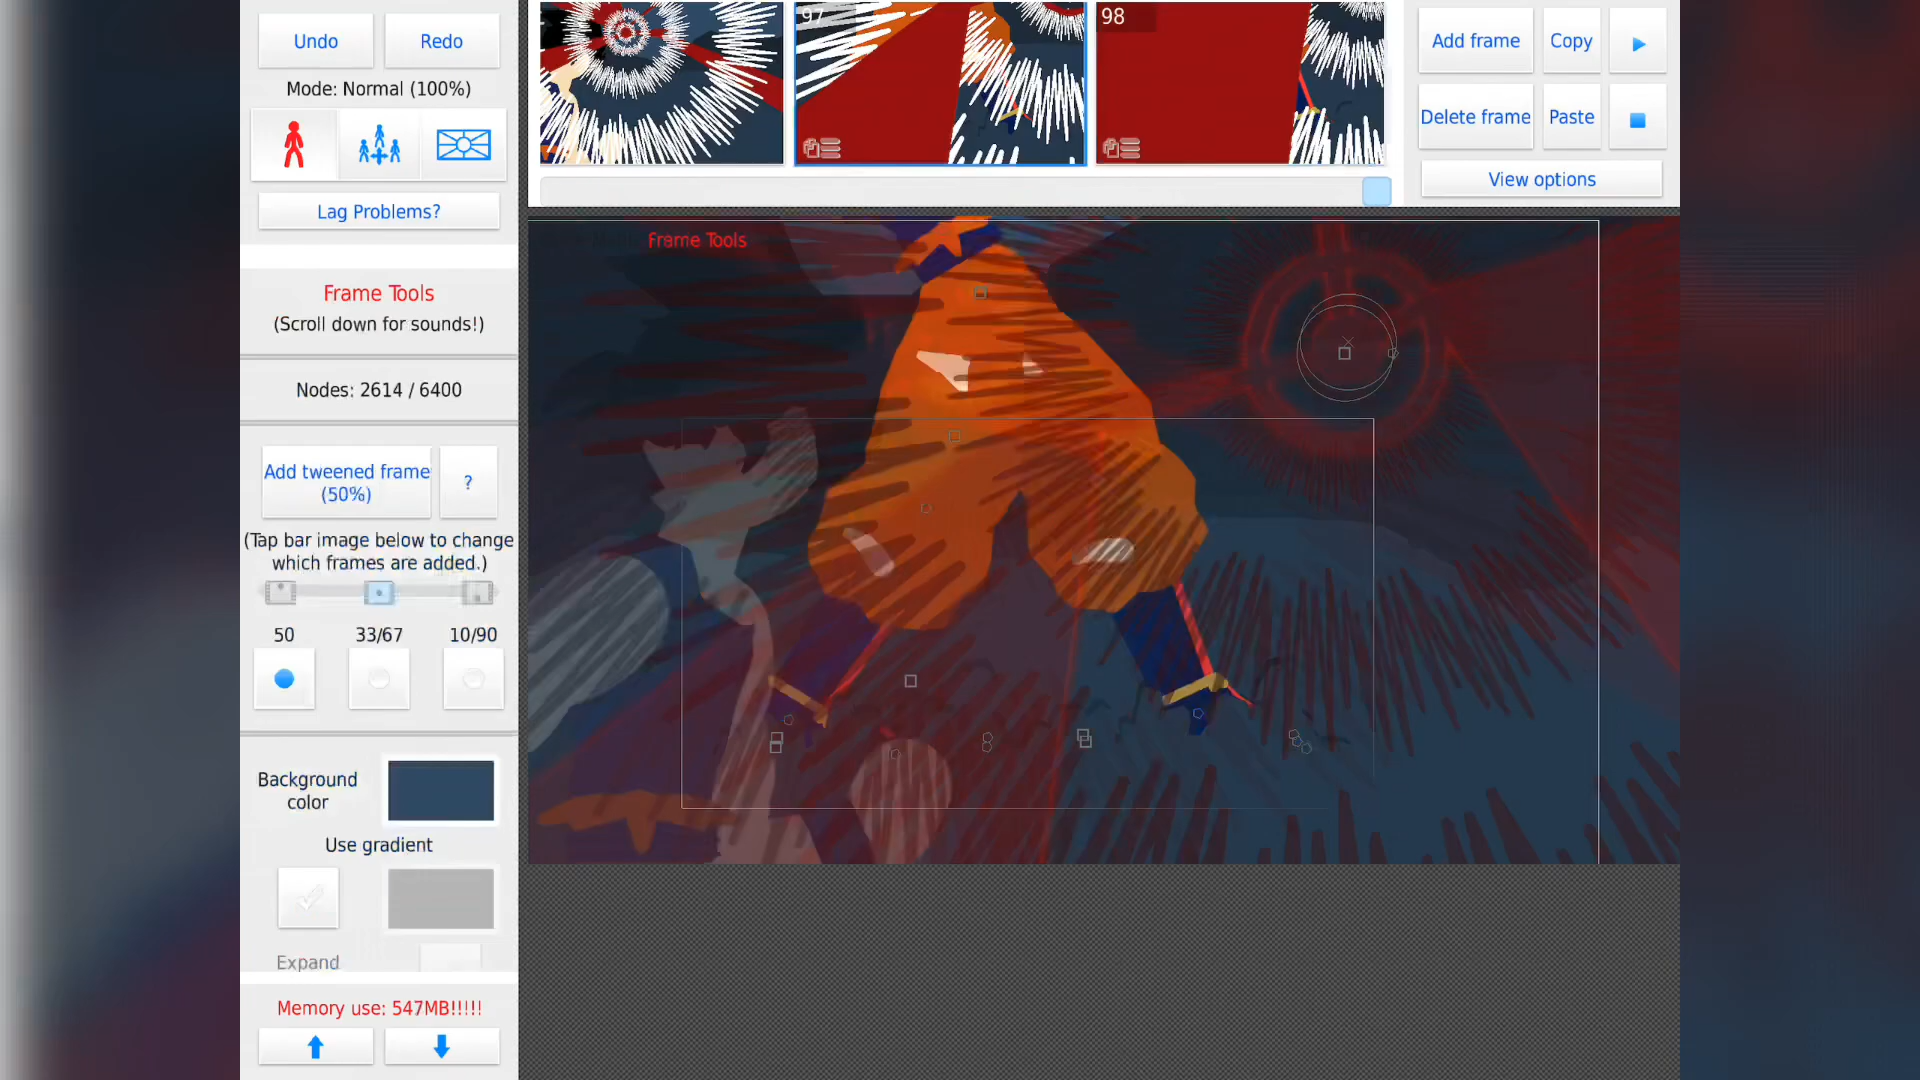 Undo
Redo
Mode: Normal (100%)
Lag Problems?
Frame Tools
(Scroll down for sounds!)
Nodes: 2614 / 6400
Add tweened frame
(50%)
?
(Tap bar image below to change
which frames are added.)
50
33/67
10/90
Background
color
Use gradient
Expand
Memory use: 547MB!!!!!
97
98
Add frame
Copy
Delete frame
Paste
View options
Frame Tools